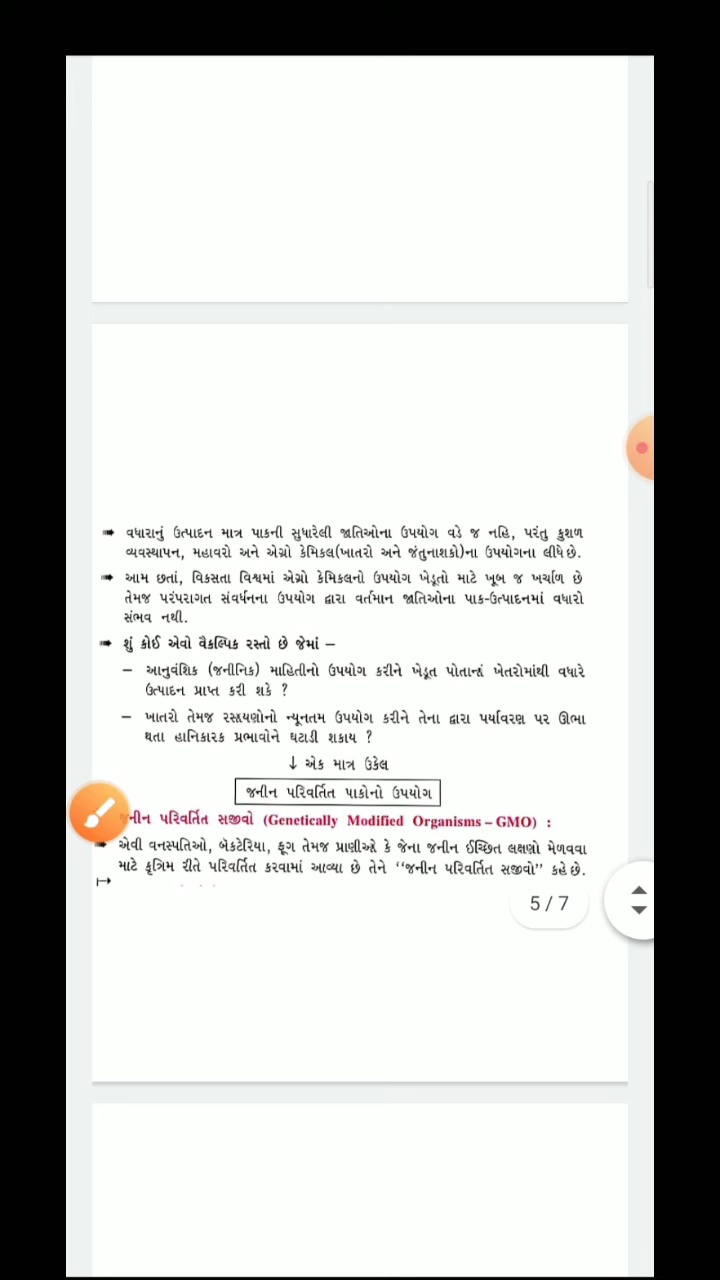 ➠ વધારાનું ઉત્પાદન માત્ર પાકની સુધારેલી જાતિઓના ઉપયોગ વડે જ નહિ, પરંતુ કુશળ
વ્યવસ્થાપન, મહાવરો અને એગ્રો કેમિકલ(ખાતરો અને જંતુનાશકો)ના ઉપયોગના લીધે છે.
➠ આમ છતાં, વિકસતા વિશ્વમાં એગ્રો કેમિકલનો ઉપયોગ ખેડૂતો માટે ખૂબ જ ખર્ચાળ છે
તેમજ પરંપરાગત સંવર્ધનના ઉપયોગ દ્વારા વર્તમાન જાતિઓના પાક-ઉત્પાદનમાં વધારો
સંભવ નથી.
➠ શું કોઈ એવો વૈકલ્પિક રસ્તો છે જેમાં –
– આનુવંશિક (જનીનિક) માહિતીનો ઉપયોગ કરીને ખેડૂત પોતાનાં ખેતરોમાંથી વધારે
ઉત્પાદન પ્રાપ્ત કરી શકે ?
– ખાતરો તેમજ રસાયણોનો ન્યૂનતમ ઉપયોગ કરીને તેના દ્વારા પર્યાવરણ પર ઊભા
થતા હાનિકારક પ્રભાવોને ઘટાડી શકાય ?
↓ એક માત્ર ઉકેલ
જનીન પરિવર્તિત પાકોનો ઉપયોગ
જનીન પરિવર્તિત સજીવો (Genetically Modified Organisms – GMO) :
➠ એવી વનસ્પતિઓ, બૅક્ટેરિયા, ફૂગ તેમજ પ્રાણીઓ કે જેના જનીન ઈચ્છિત લક્ષણો મેળવવા
માટે કૃત્રિમ રીતે પરિવર્તિત કરવામાં આવ્યા છે તેને ‘‘જનીન પરિવર્તિત સજીવો’’ કહે છે.
5 / 7